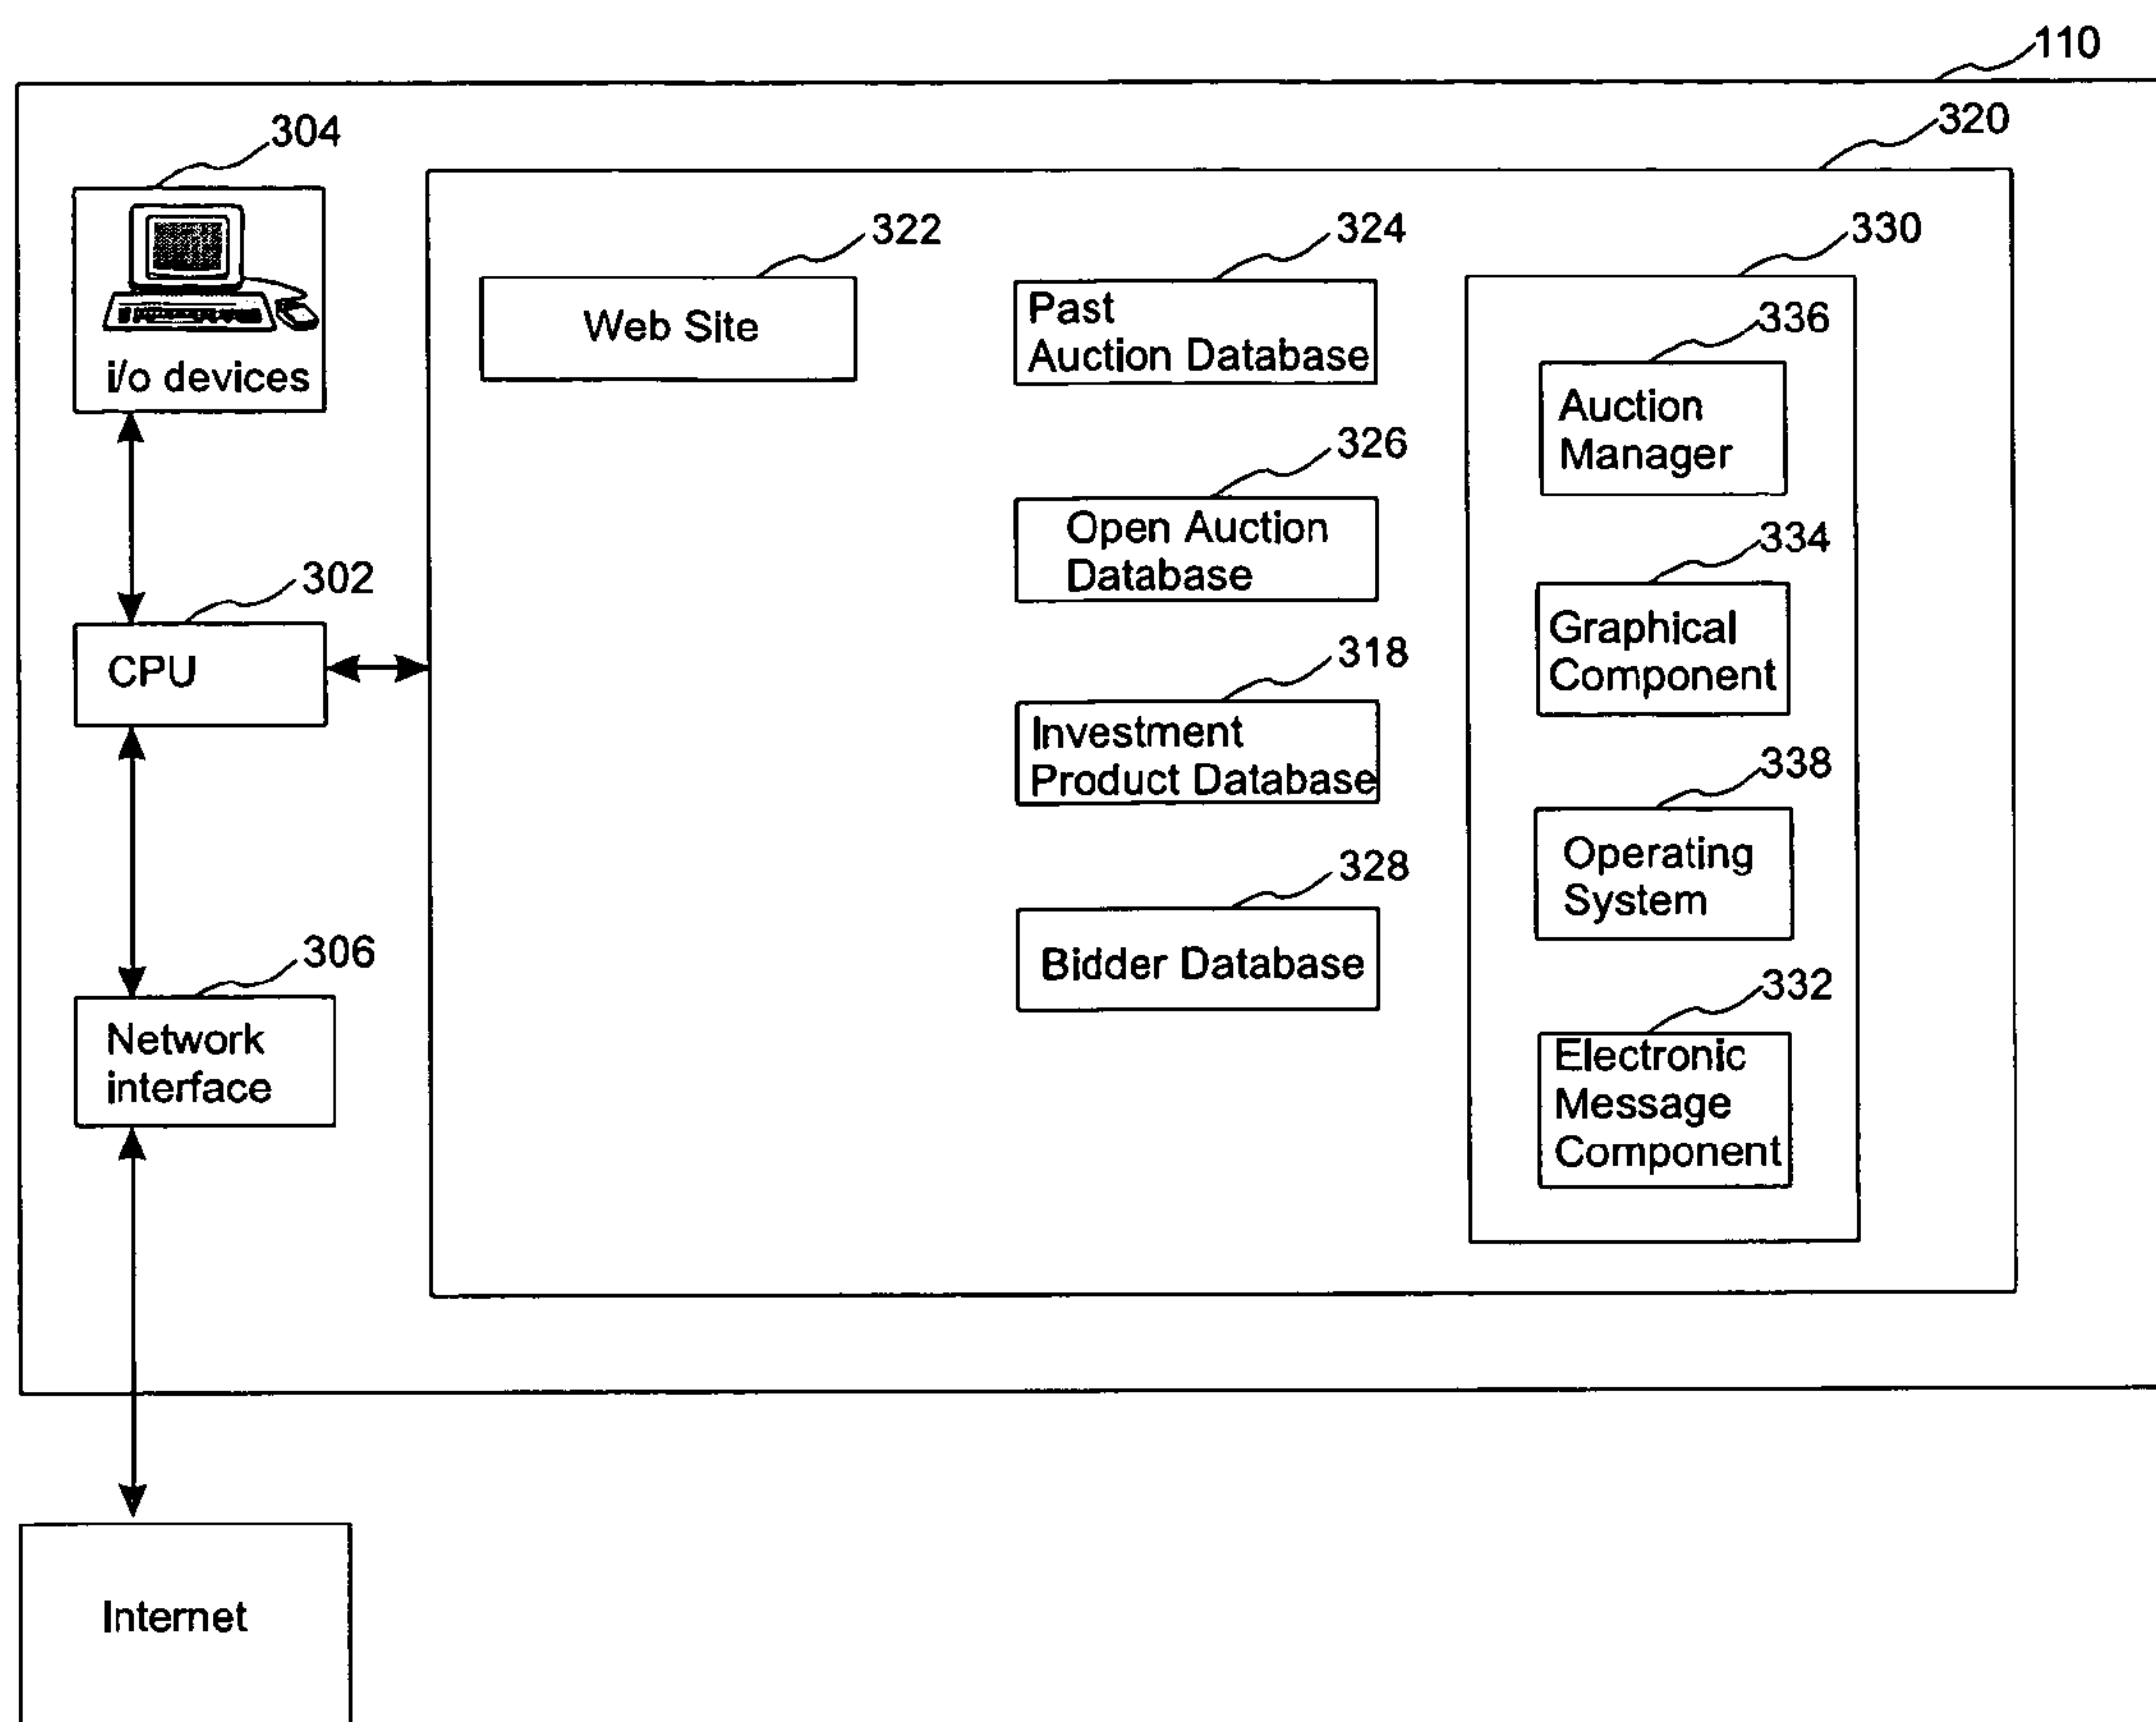 110
320
304
322
324
330
i/o devices
Web Site
Past
Auction Database
336
Auction
Manager
326
Open Auction
Database
334
Graphical
Component
302
CPU
318
Investment
Product Database
338
Operating
System
328
Bidder Database
306
Network
interface
332
Electronic
Message
Component
Internet